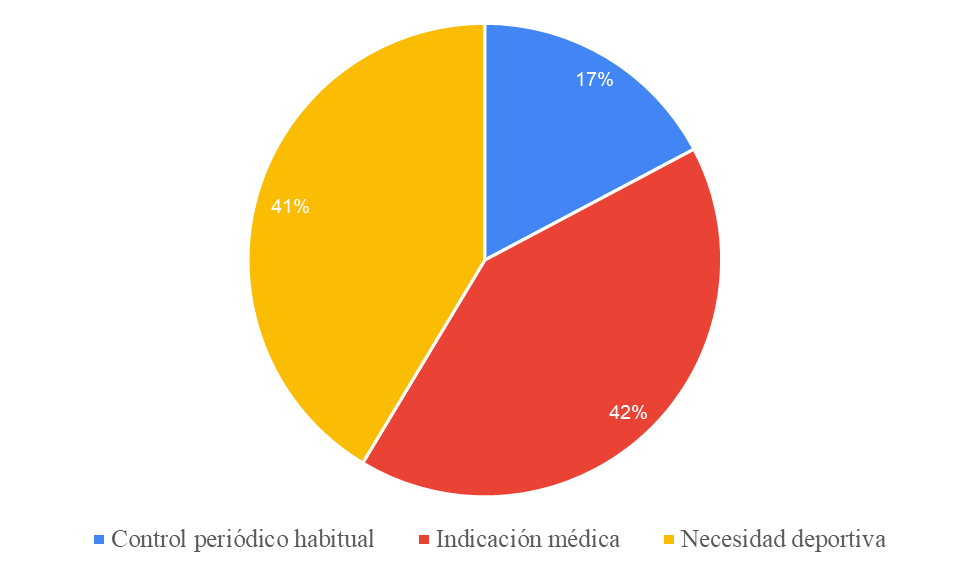 17%
41%
42%
Control periódico habitual
Indicación médica
Necesidad deportiva